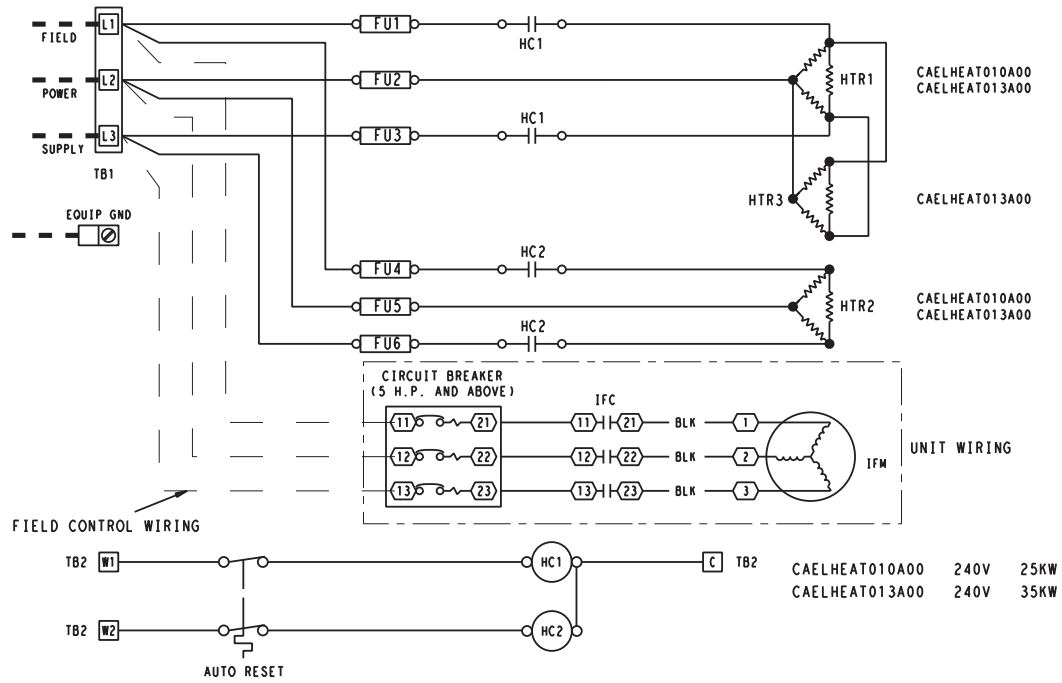 L1
FU1
HC1
FIELD
L2
FU2
HTR1
CAELHEAT010A00
CAELHEAT013A00
POWER
HC1
L3
FU3
SUPPLY
TB1
HTR3
CAELHEAT013A00
EQUIP GND
HC2
FU4
FU5
HTR2
CAELHEAT010A00
CAELHEAT013A00
HC2
FU6
CIRCUIT BREAKER
(5 H.P. AND ABOVE)
IFC
11 21 11 21 BLK 1
12 22 12 22 BLK 2
IFM
UNIT WIRING
13 23 13 23 BLK 3
FIELD CONTROL WIRING
TB2 W1 HC1 C TB2
CAELHEAT010A00 240V 25KW
CAELHEAT013A00 240V 35KW
TB2 W2 HC2
AUTO RESET